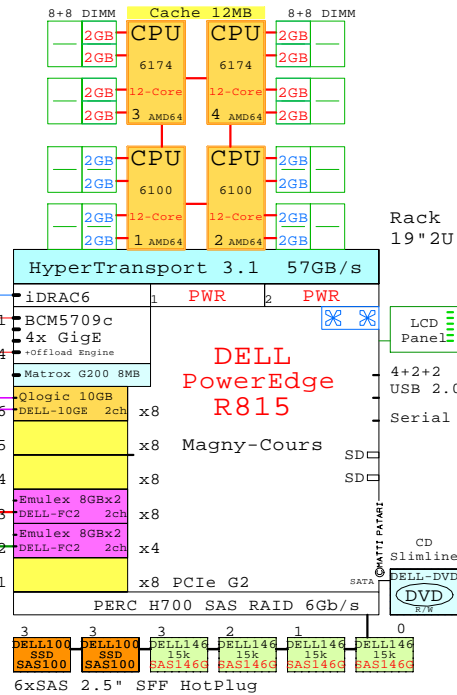 Cache 12MB
8+8 DIMM
8+8 DIMM
2GB CPU CPU 2GB
2GB 6174 6174 2GB
2GB 12-Core 12-Core 2GB
2GB 3 AMD64 4 AMD64 2GB
2GB CPU CPU 2GB
2GB 6100 6100 2GB
2GB 12-Core 12-Core 2GB
2GB 1 AMD64 2 AMD64 2GB
Rack
19"2U
HyperTransport 3.1 57GB/s
iDRAC6
1 PWR 2 PWR
BCM5709c
4x GigE
+Offload Engine
LCD
Panel
Matrox G200 8MB
DELL
PowerEdge
R815
4+2+2
USB 2.0
Qlogic 10GB
DELL-10GE 2ch x8
Serial
Magny-Cours
5 x8
SD
4 x8
SD
Emulex 8GBx2
3 DELL-FC2 2ch x8
Emulex 8GBx2
2 DELL-FC2 2ch x4
©MATTI PATARI
CD
Slimline
1 x8 PCIe G2
SATA
DELL-DVD
DVD
R/W
PERC H700 SAS RAID 6Gb/s
3 3 3 2 1 0
DELL100 DELL100 DELL146 DELL146 DELL146 DELL146
SSD SSD 15k 15k 15k 15k
SAS100 SAS100 SAS146G SAS146G SAS146G SAS146G
6xSAS 2.5" SFF HotPlug